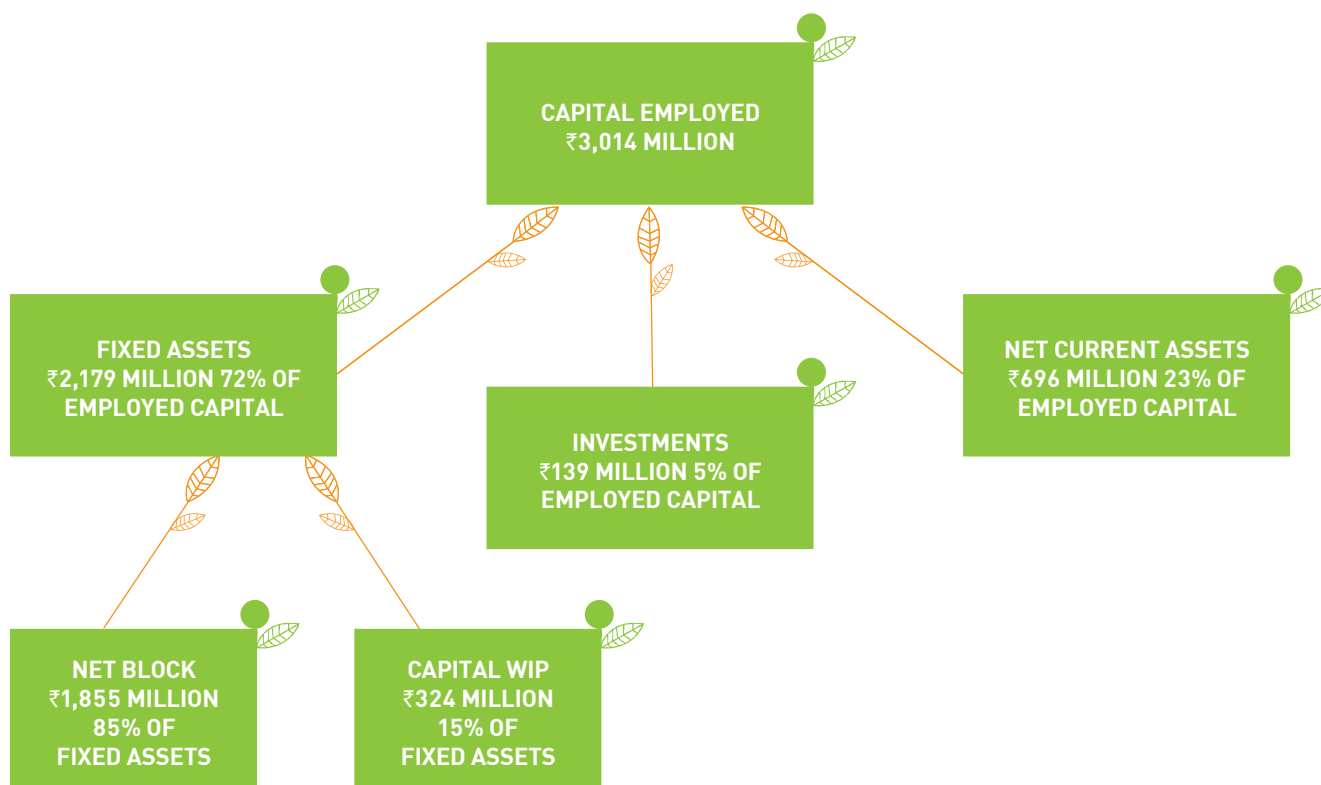 CAPITAL EMPLOYED
₹3,014 MILLION
FIXED ASSETS
₹2,179 MILLION 72% OF
EMPLOYED CAPITAL
INVESTMENTS
₹139 MILLION 5% OF
EMPLOYED CAPITAL
NET CURRENT ASSETS
₹696 MILLION 23% OF
EMPLOYED CAPITAL
NET BLOCK
₹1,855 MILLION
85% OF
FIXED ASSETS
CAPITAL WIP
₹324 MILLION
15% OF
FIXED ASSETS